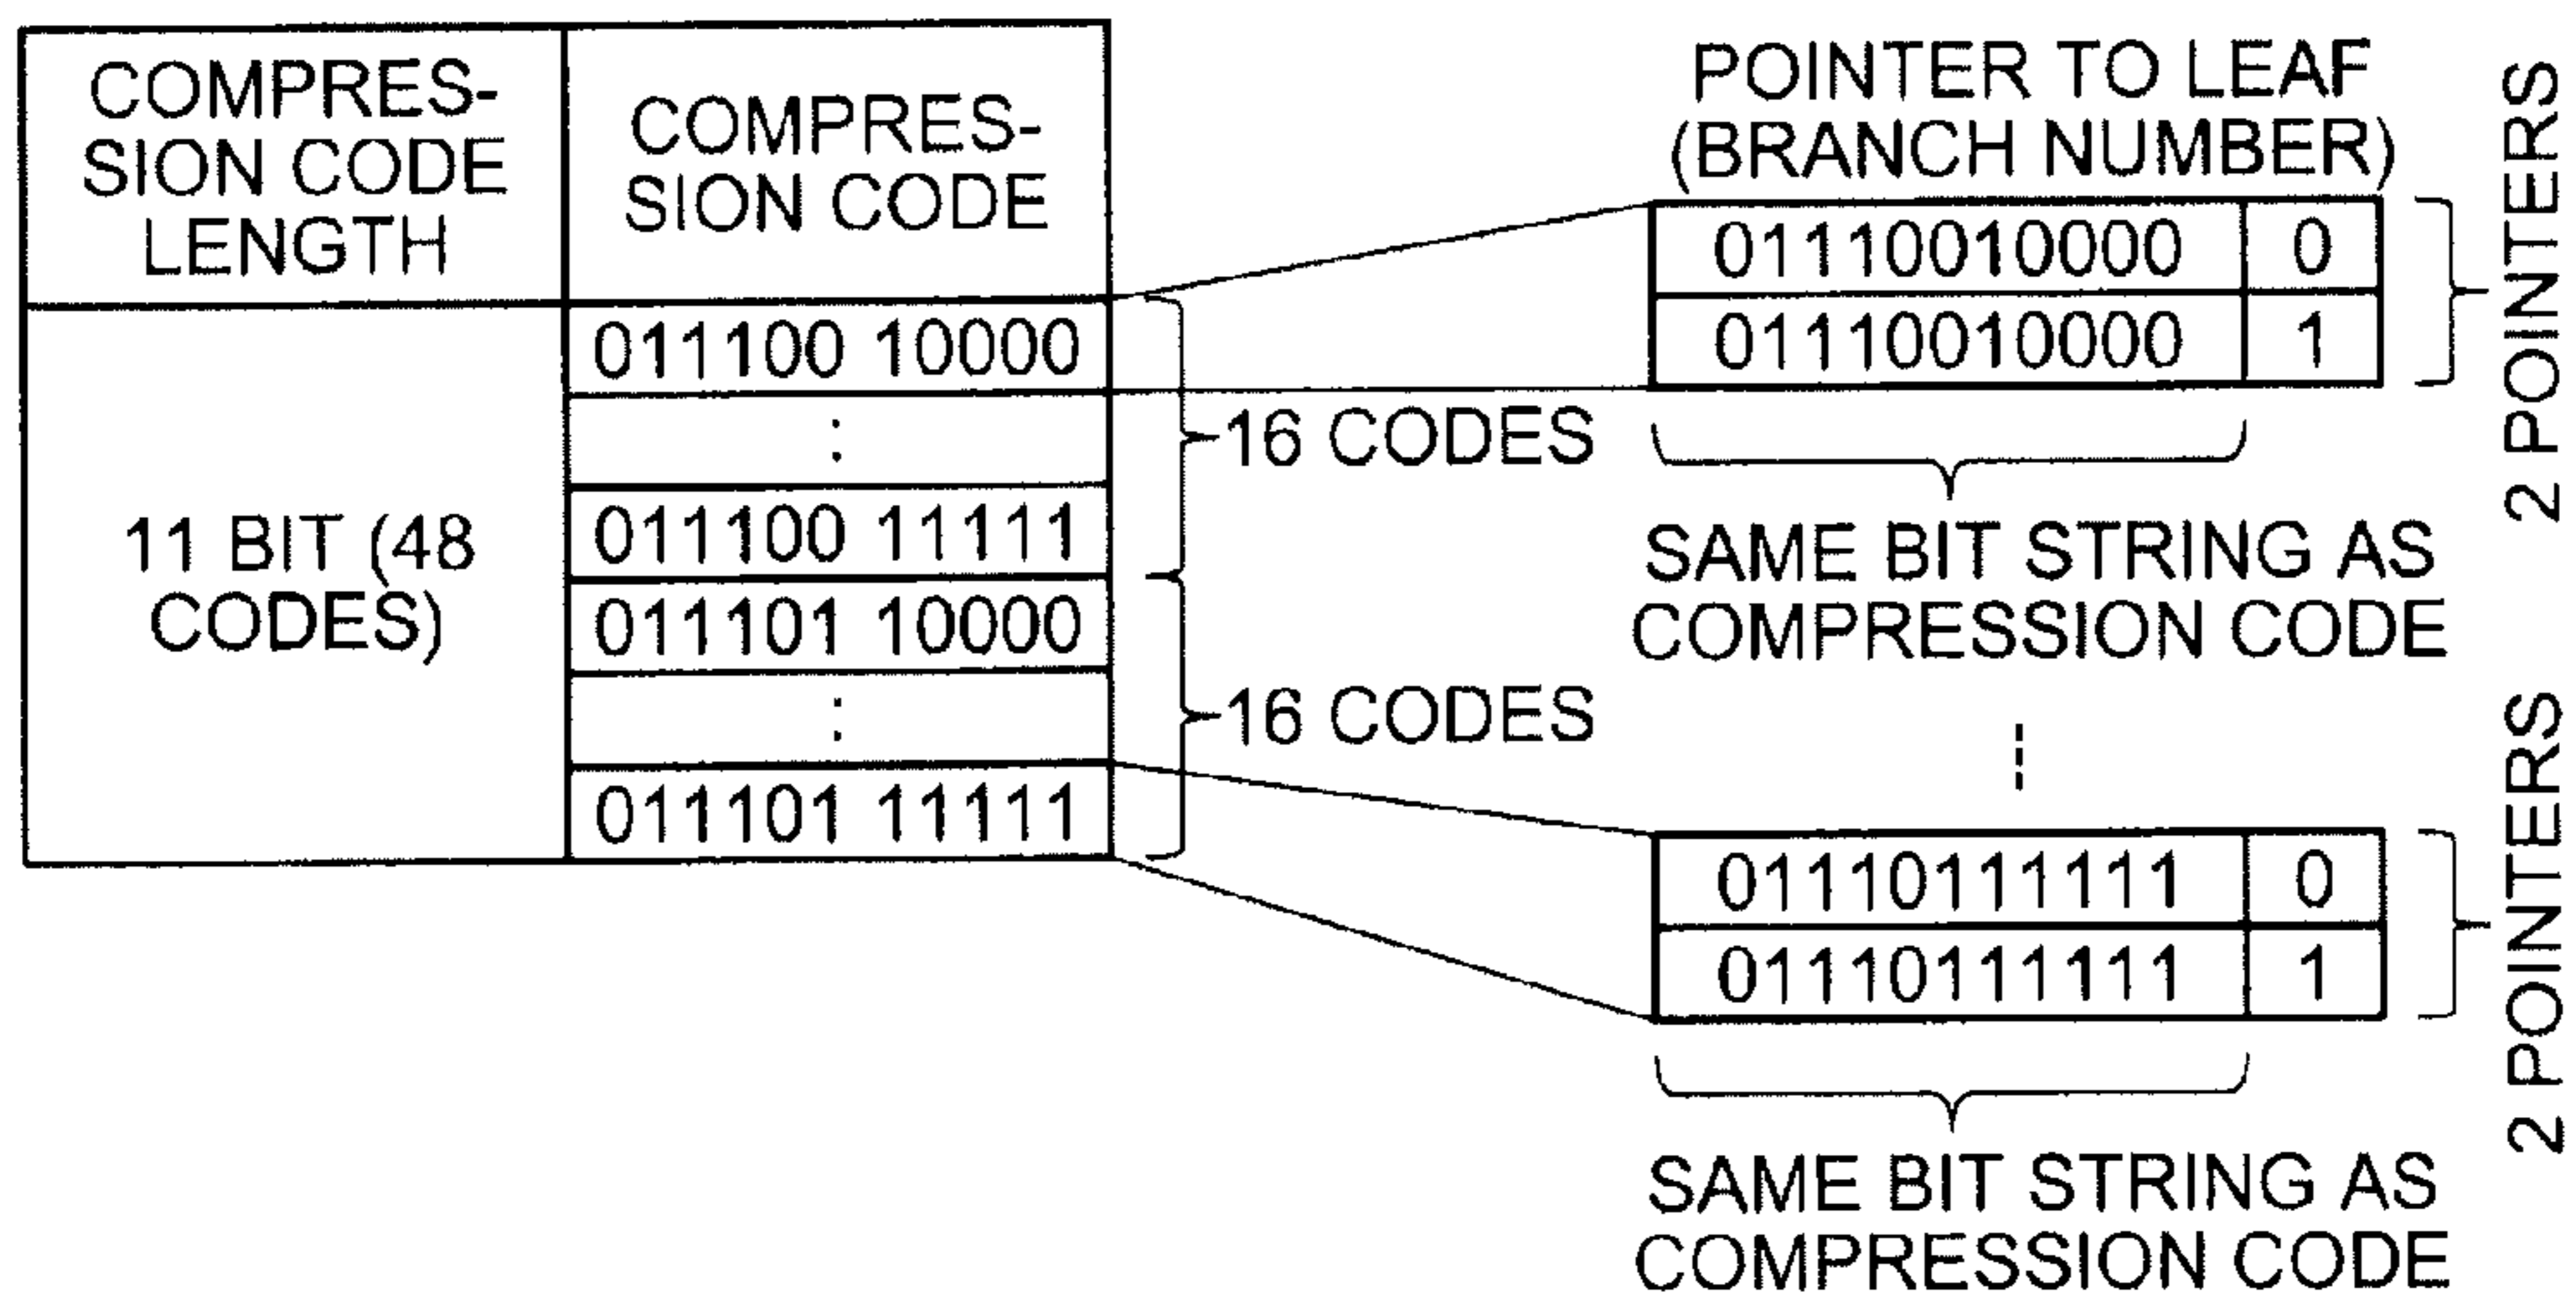 COMPRES-
SION CODE
LENGTH
COMPRES-
SION CODE
11 BIT (48
CODES)
011100 10000
:
011100 11111
011101 10000
:
011101 11111
16 CODES
16 CODES
POINTER TO LEAF
(BRANCH NUMBER)
01110010000 0
01110010000 1
2 POINTERS
SAME BIT STRING AS
COMPRESSION CODE
01110111111 0
01110111111 1
2 POINTERS
SAME BIT STRING AS
COMPRESSION CODE